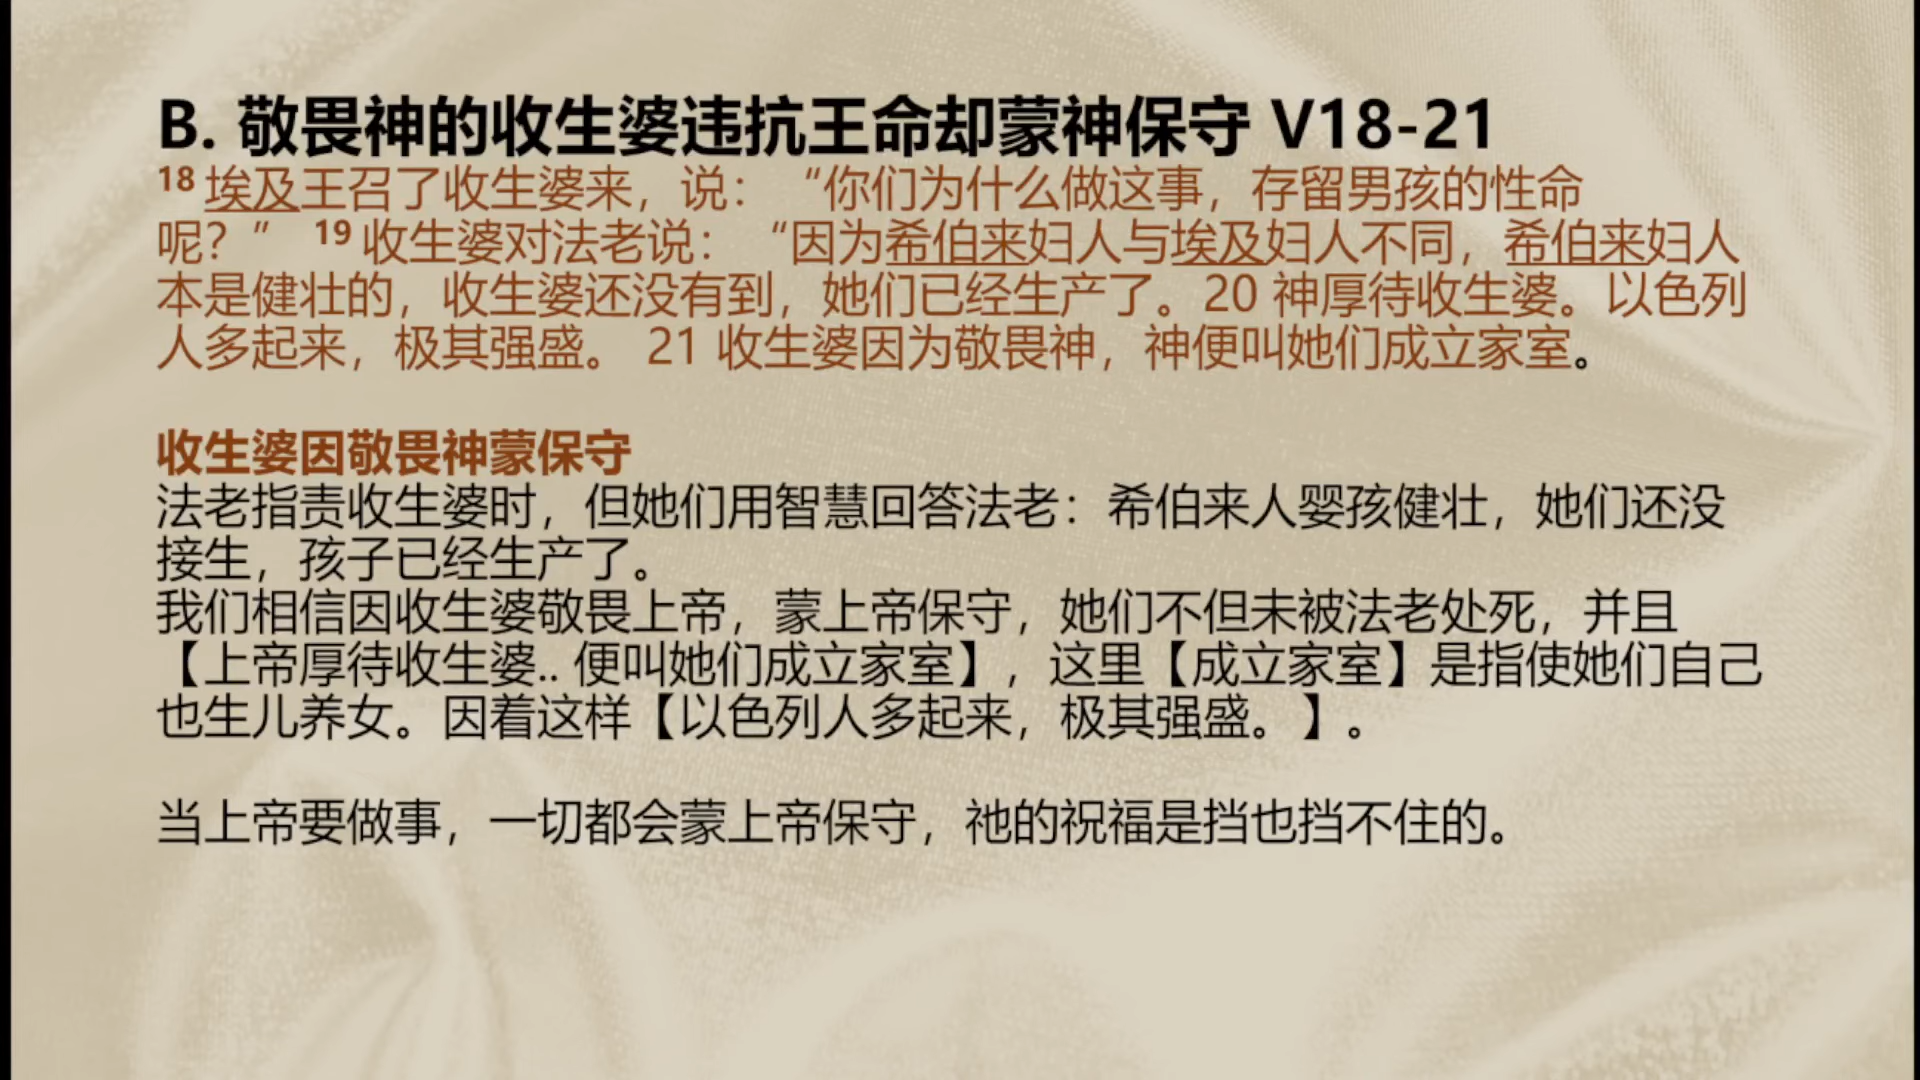 B. 敬畏神的收生婆违抗王命却蒙神保守 V18-21
18 埃及王召了收生婆来，说：“你们为什么做这事，存留男孩的性命
呢？” 19 收生婆对法老说：“因为希伯来妇人与埃及妇人不同，希伯来妇人
本是健壮的，收生婆还没有到，她们已经生产了。20 神厚待收生婆。以色列
人多起来，极其强盛。 21 收生婆因为敬畏神，神便叫她们成立家室。
收生婆因敬畏神蒙保守
法老指责收生婆时，但她们用智慧回答法老：希伯来人婴孩健壮，她们还没
接生，孩子已经生产了。
我们相信因收生婆敬畏上帝，蒙上帝保守，她们不但未被法老处死，并且
【上帝厚待收生婆.. 便叫她们成立家室】，这里【成立家室】是指使她们自己
也生儿养女。因着这样【以色列人多起来，极其强盛。】。
当上帝要做事，一切都会蒙上帝保守，祂的祝福是挡也挡不住的。